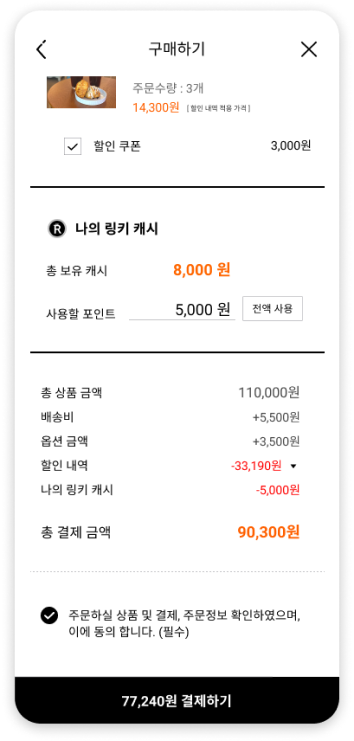 구매하기
주문수량 : 3개
14,300원 [ 할인 내역 적용 가격 ]
할인 쿠폰 3,000원
R 나의 링키 캐시
총 보유 캐시 8,000 원
사용할 포인트 5,000 원 전액 사용
총 상품 금액 110,000원
배송비 +5,500원
옵션 금액 +3,500원
할인 내역 -33,190원
나의 링키 캐시 -5,000원
총 결제 금액 90,300원
주문하실 상품 및 결제, 주문정보 확인하였으며,
이에 동의 합니다. (필수)
77,240원 결제하기